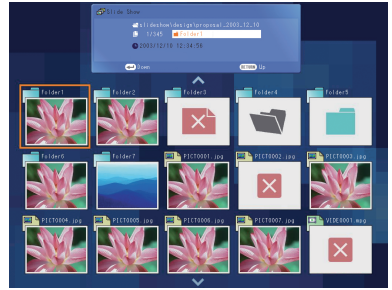 Slide Show
slideshow\design\proposal_2003_12_10
1/345 Folder1
2003/12/10 12:34:56
Down RETURN Up
Folder1 Folder2 Folder3 Folder4 Folder5
Folder6 Folder7 PICT0001.jpg PICT0002.jpg PICT0003.jpg
PICT0004.jpg PICT0005.jpg PICT0006.jpg PICT0007.jpg VIDE0001.mpg